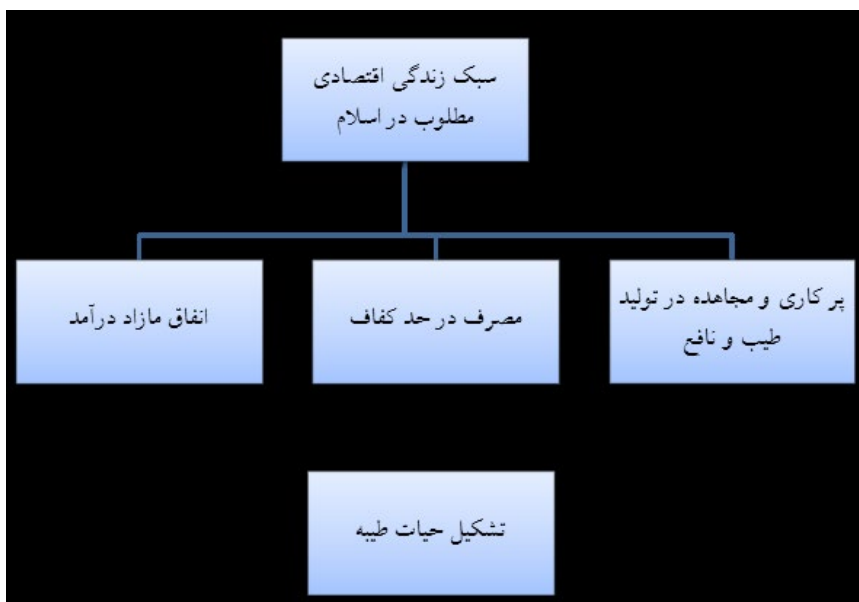 سبک زندگی اقتصادی
مطلوب در اسلام
پر کاری و مجاهده در تولید
طیب و نافع
مصرف در حد کفاف
انفاق مازاد درآمد
تشکیل حیات طیبه